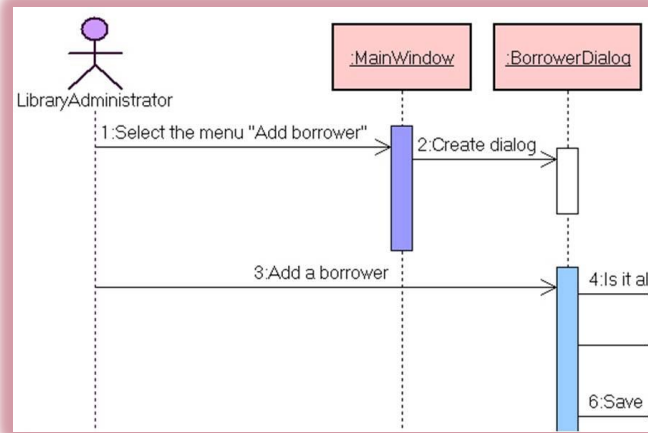 :MainWindow
:BorrowerDialog
LibraryAdministrator
1:Select the menu "Add borrower"
2:Create dialog
3:Add a borrower
4:Is it al
6:Save